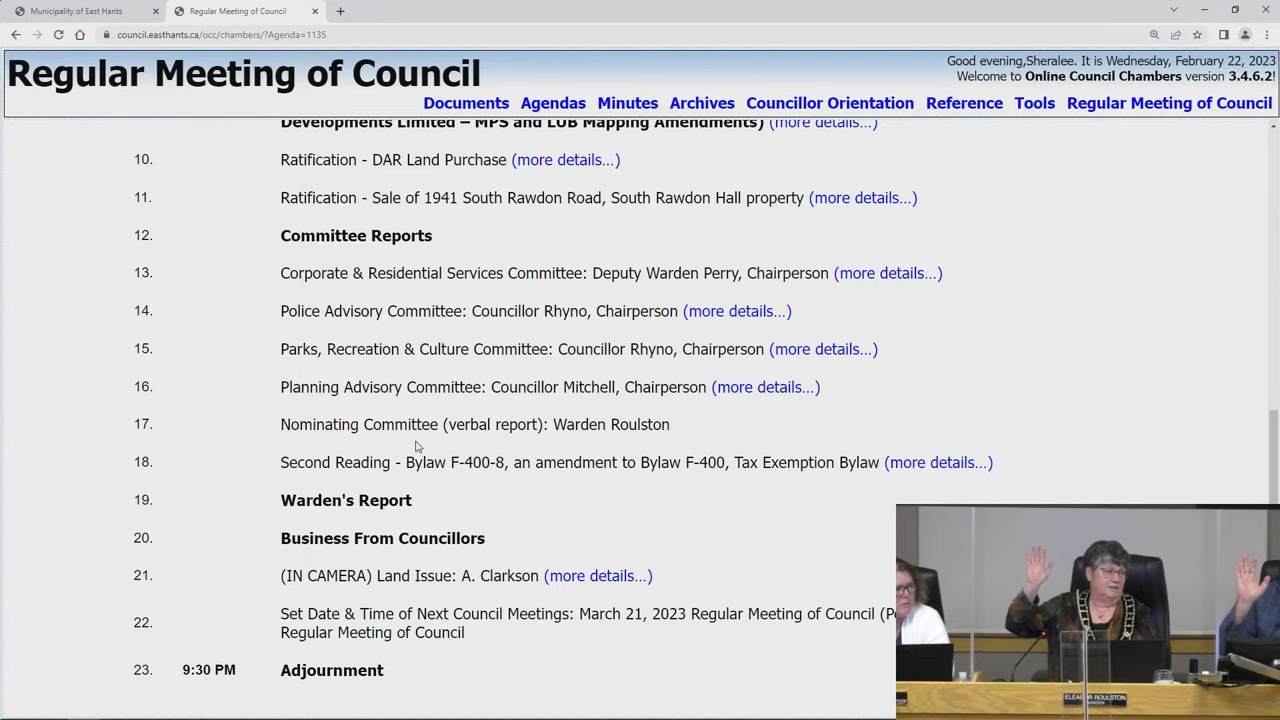 Municipality of East Hants
Regular Meeting of Council
council.easthants.ca/occ/chambers/?Agenda=1135
Regular Meeting of Council
Good evening,Sheralee. It is Wednesday, February 22, 2023
Welcome to Online Council Chambers version 3.4.6.2!
Documents Agendas Minutes Archives Councillor Orientation Reference Tools Regular Meeting of Council
Developments Limited – MPS and LUB Mapping Amendments) (more details...)
10. Ratification - DAR Land Purchase (more details...)
11. Ratification - Sale of 1941 South Rawdon Road, South Rawdon Hall property (more details...)
12. Committee Reports
13. Corporate & Residential Services Committee: Deputy Warden Perry, Chairperson (more details...)
14. Police Advisory Committee: Councillor Rhyno, Chairperson (more details...)
15. Parks, Recreation & Culture Committee: Councillor Rhyno, Chairperson (more details...)
16. Planning Advisory Committee: Councillor Mitchell, Chairperson (more details...)
17. Nominating Committee (verbal report): Warden Roulston
18. Second Reading - Bylaw F-400-8, an amendment to Bylaw F-400, Tax Exemption Bylaw (more details...)
19. Warden's Report
20. Business From Councillors
21. (IN CAMERA) Land Issue: A. Clarkson (more details...)
22. Set Date & Time of Next Council Meetings: March 21, 2023 Regular Meeting of Council
Regular Meeting of Council
23. 9:30 PM Adjournment
ELEANOR ROULSTON
WARDEN